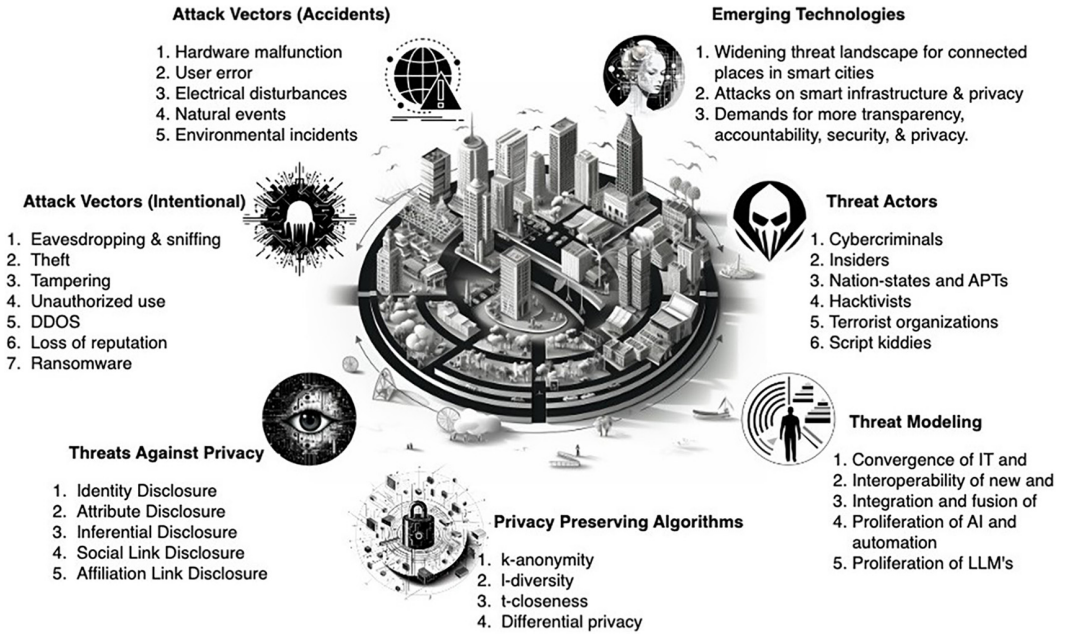 Attack Vectors (Accidents)
1. Hardware malfunction
2. User error
3. Electrical disturbances
4. Natural events
5. Environmental incidents
Emerging Technologies
1. Widening threat landscape for connected
places in smart cities
2. Attacks on smart infrastructure & privacy
3. Demands for more transparency,
accountability, security, & privacy.
Attack Vectors (Intentional)
1. Eavesdropping & sniffing
2. Theft
3. Tampering
4. Unauthorized use
5. DDOS
6. Loss of reputation
7. Ransomware
Threat Actors
1. Cybercriminals
2. Insiders
3. Nation-states and APTs
4. Hacktivists
5. Terrorist organizations
6. Script kiddies
Threats Against Privacy
1. Identity Disclosure
2. Attribute Disclosure
3. Inferential Disclosure
4. Social Link Disclosure
5. Affiliation Link Disclosure
Privacy Preserving Algorithms
1. k-anonymity
2. l-diversity
3. t-closeness
4. Differential privacy
Threat Modeling
1. Convergence of IT and
2. Interoperability of new and
3. Integration and fusion of
4. Proliferation of AI and
automation
5. Proliferation of LLM's